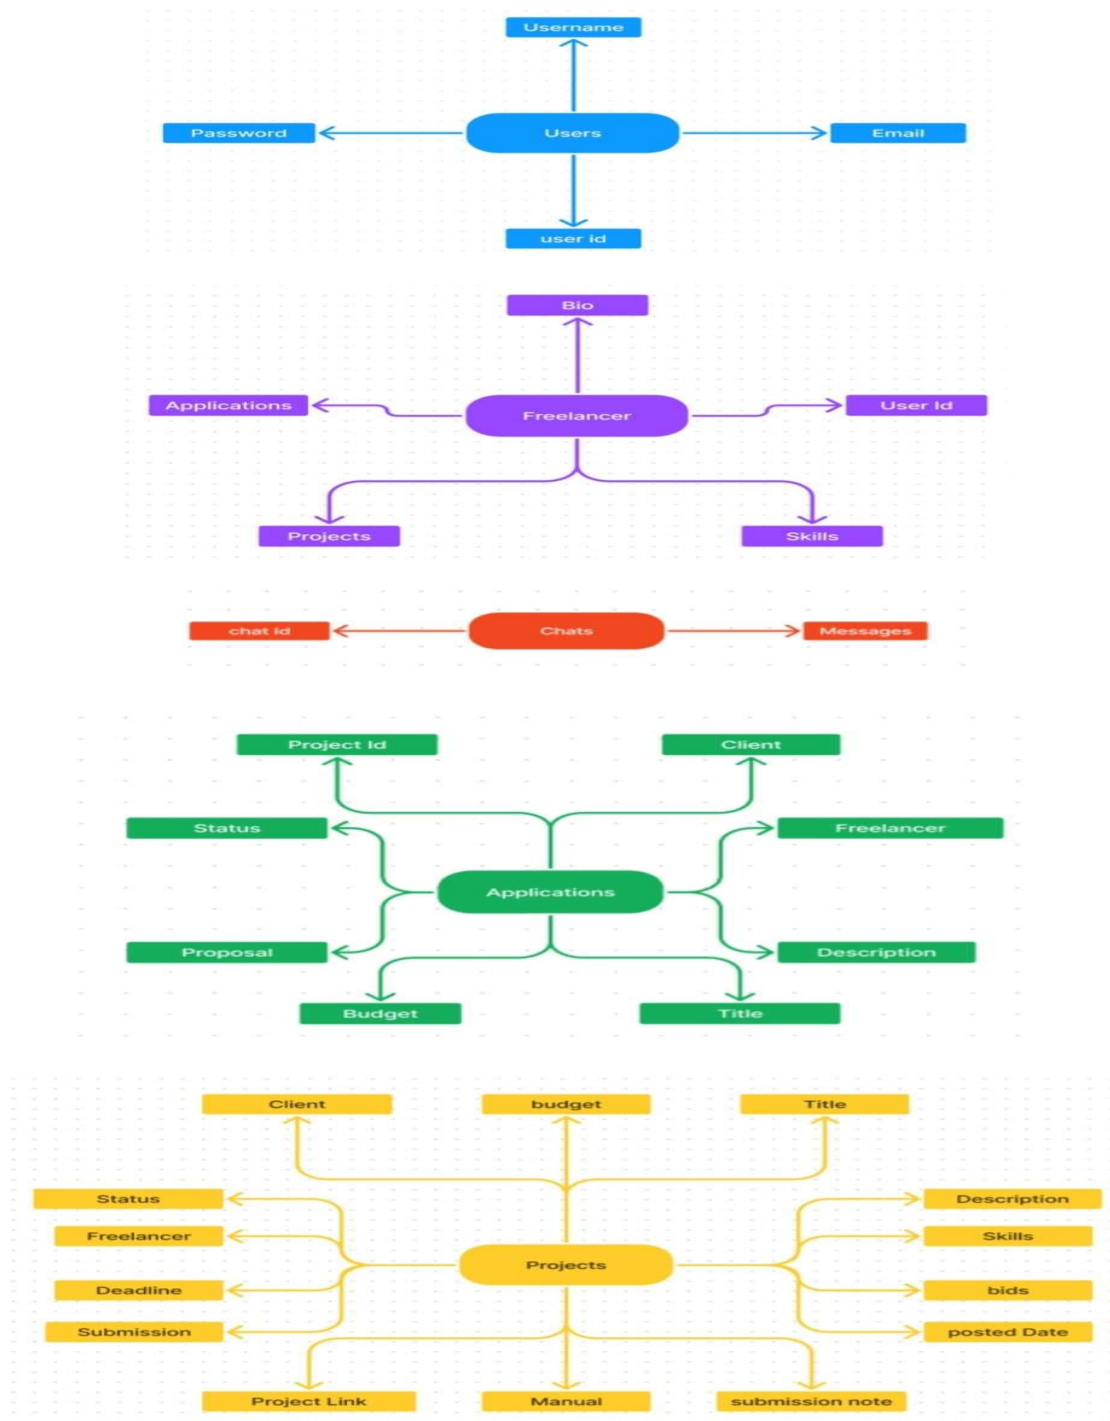 Username
Password
Users
Email
user id
Bio
Applications
Freelancer
User Id
Projects
Skills
chat Id
Chats
Messages
Project Id
Client
Status
Freelancer
Applications
Proposal
Description
Budget
Title
Client
budget
Title
Status
Description
Freelancer
Skills
Projects
Deadline
bids
Submission
posted Date
Project Link
Manual
submission note